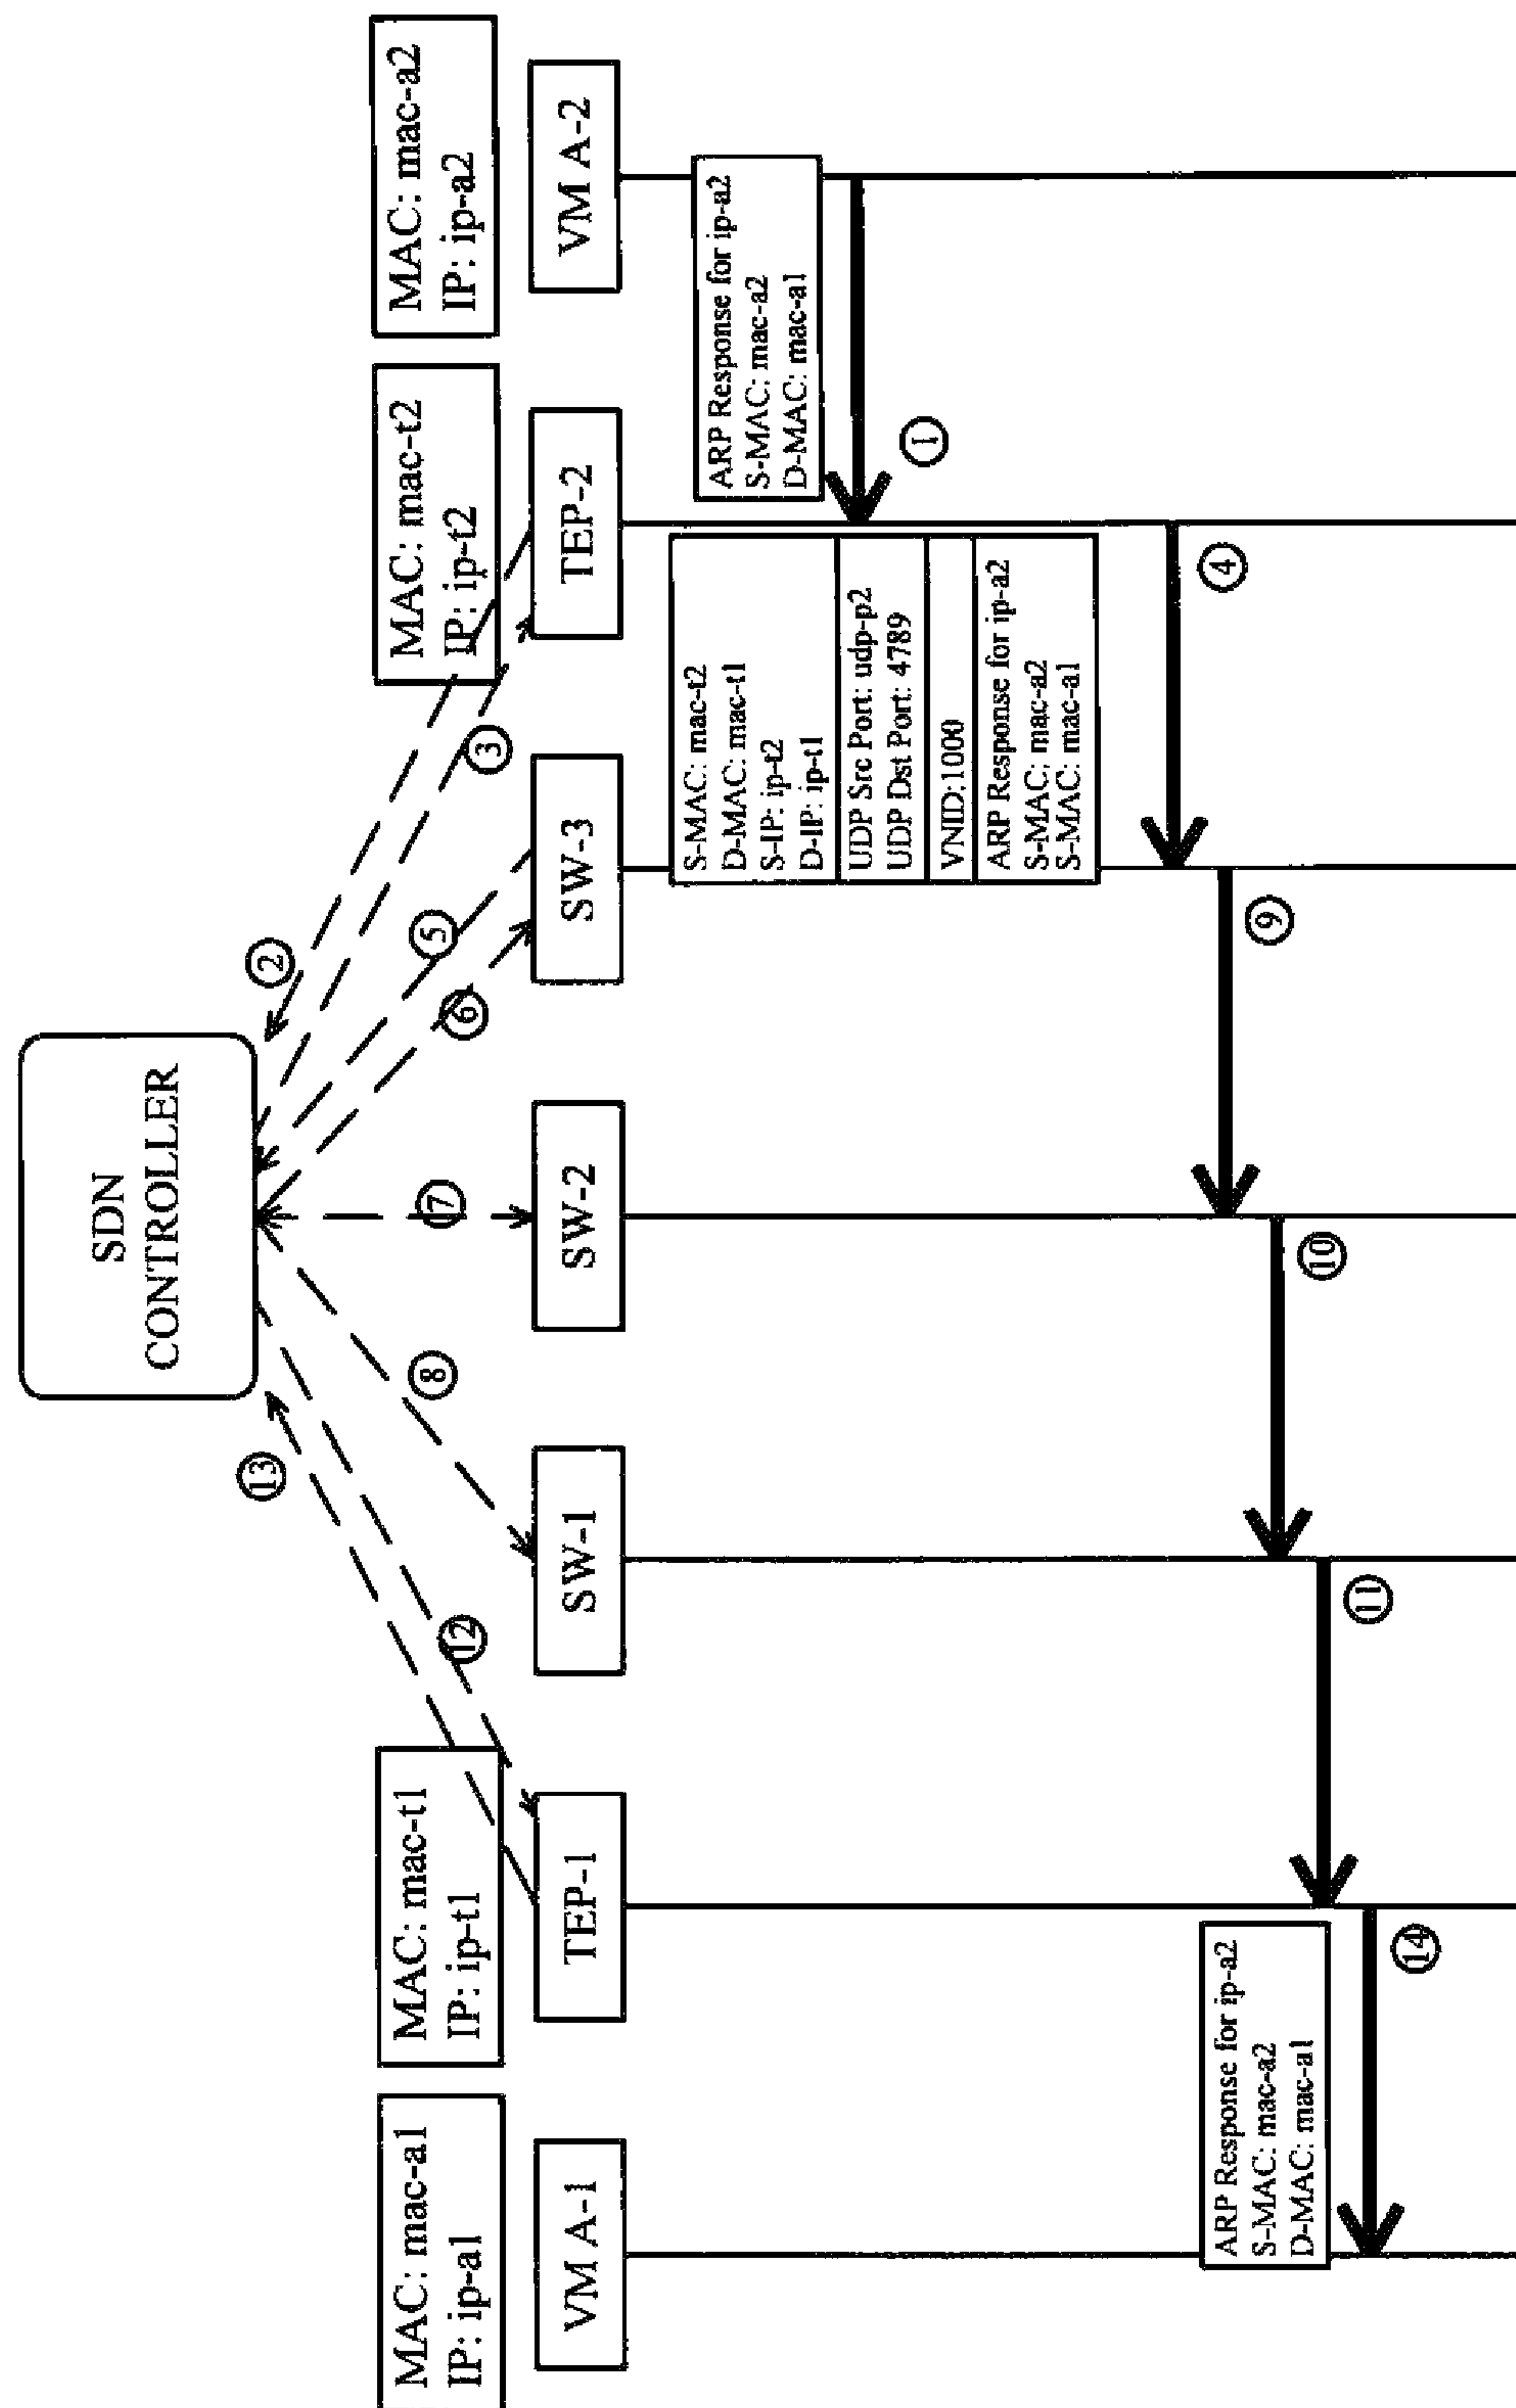 SDN
CONTROLLER
MAC: mac-a1
IP: ip-a1
MAC: mac-t1
IP: ip-t1
MAC: mac-t2
IP: ip-t2
MAC: mac-a2
IP: ip-a2
13
12
8
7
6
5
2
3
VM A-1
TEP-1
SW-1
SW-2
SW-3
TEP-2
VM A-2
ARP Response for ip-a2
S-MAC: mac-a2
D-MAC: mac-a1
1
S-MAC: mac-t2
D-MAC: mac-t1
S-IP: ip-t2
D-IP: ip-t1
UDP Src Port: udp-p2
UDP Dst Port: 4789
VNID:1000
ARP Response for ip-a2
S-MAC: mac-a2
S-MAC: mac-a1
4
9
10
11
ARP Response for ip-a2
S-MAC: mac-a2
D-MAC: mac-a1
14